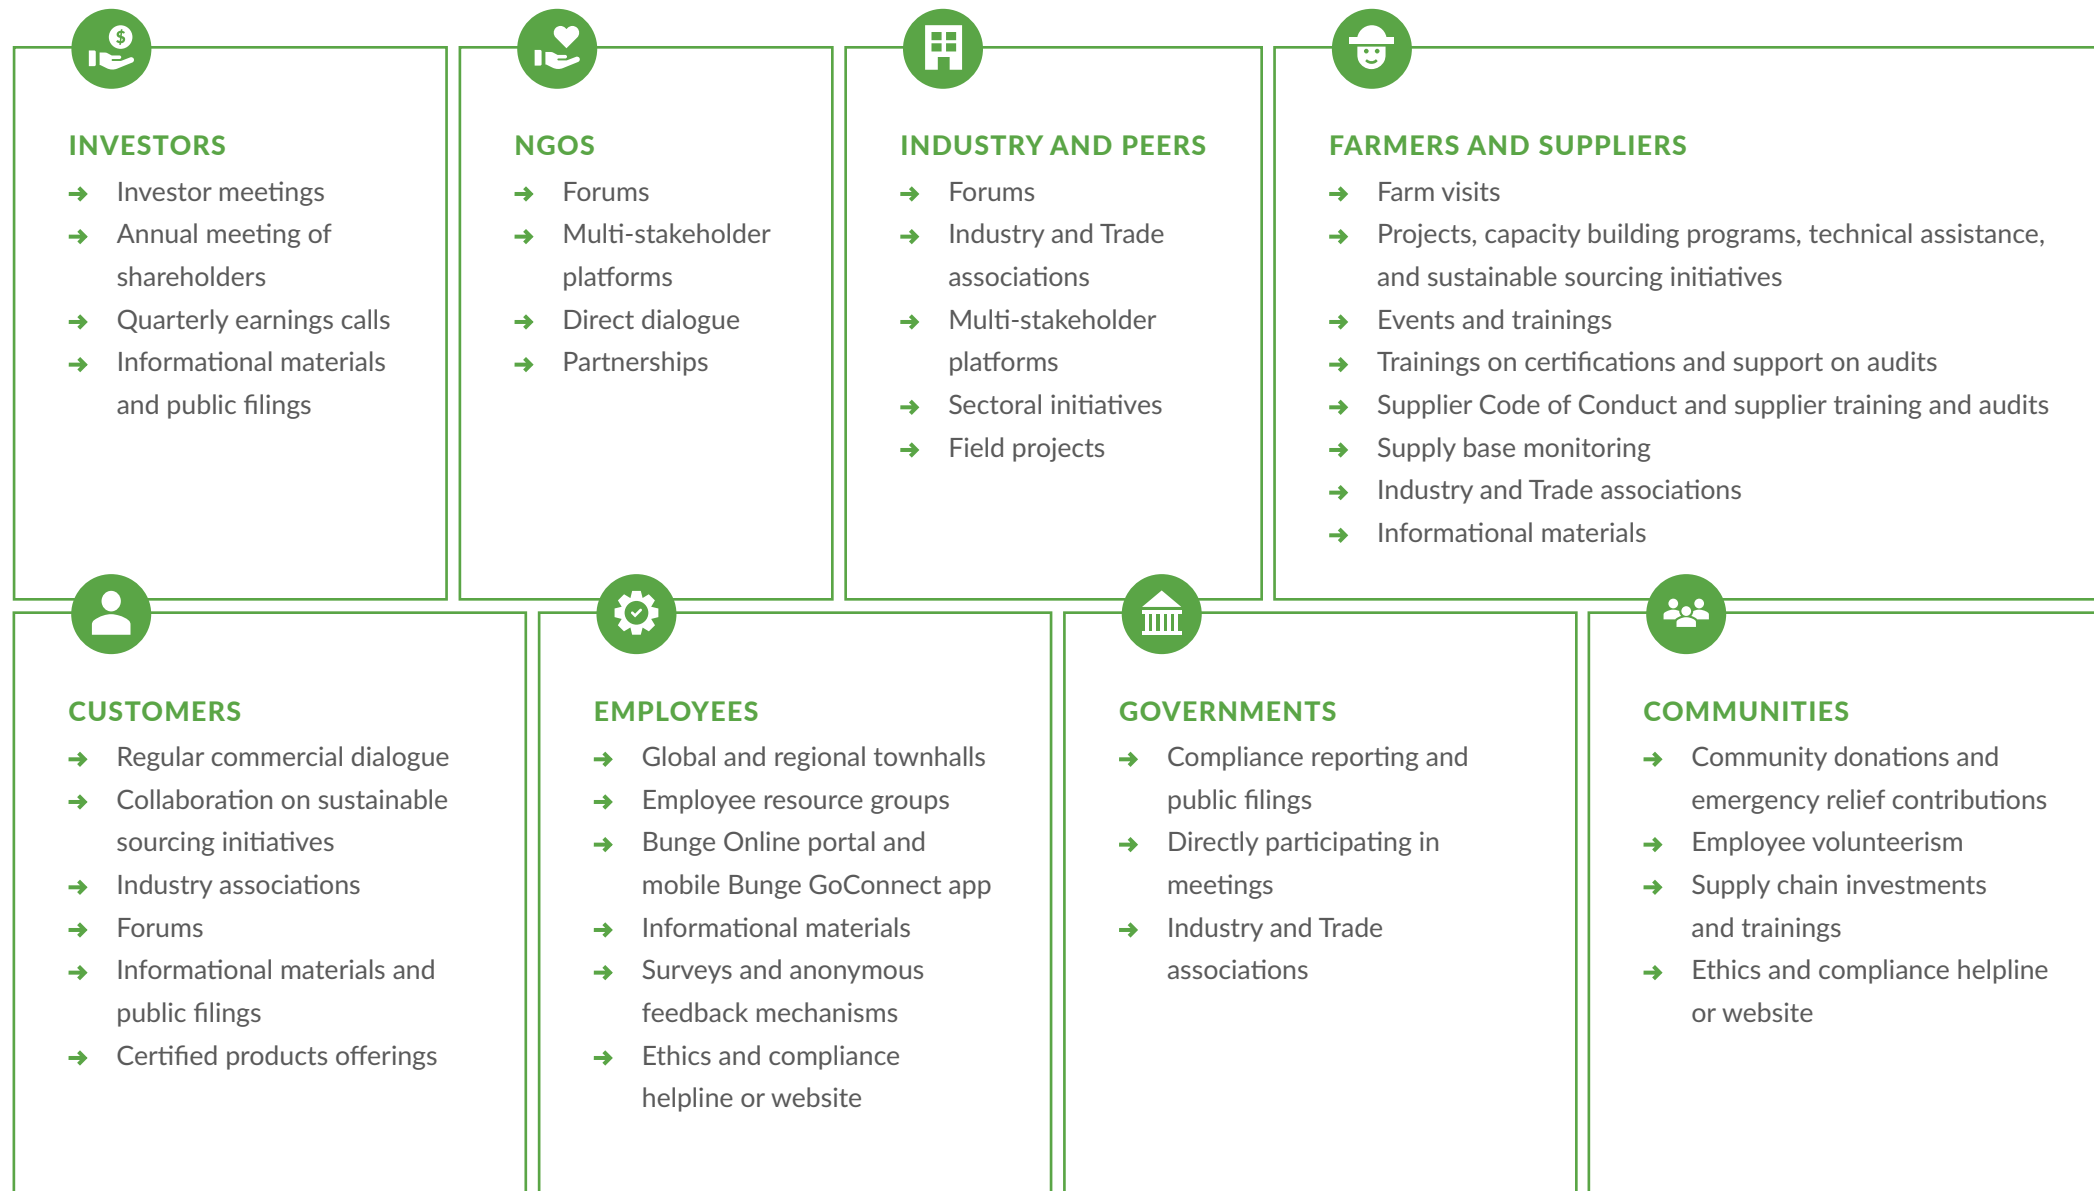 INVESTORS
→ Investor meetings
→ Annual meeting of
shareholders
→ Quarterly earnings calls
→ Informational materials
and public filings
NGOS
→ Forums
→ Multi-stakeholder
platforms
→ Direct dialogue
→ Partnerships
INDUSTRY AND PEERS
→ Forums
→ Industry and Trade
associations
→ Multi-stakeholder
platforms
→ Sectoral initiatives
→ Field projects
FARMERS AND SUPPLIERS
→ Farm visits
→ Projects, capacity building programs, technical assistance,
and sustainable sourcing initiatives
→ Events and trainings
→ Trainings on certifications and support on audits
→ Supplier Code of Conduct and supplier training and audits
→ Supply base monitoring
→ Industry and Trade associations
→ Informational materials
CUSTOMERS
→ Regular commercial dialogue
→ Collaboration on sustainable
sourcing initiatives
→ Industry associations
→ Forums
→ Informational materials and
public filings
→ Certified products offerings
EMPLOYEES
→ Global and regional townhalls
→ Employee resource groups
→ Bunge Online portal and
mobile Bunge GoConnect app
→ Informational materials
→ Surveys and anonymous
feedback mechanisms
→ Ethics and compliance
helpline or website
GOVERNMENTS
→ Compliance reporting and
public filings
→ Directly participating in
meetings
→ Industry and Trade
associations
COMMUNITIES
→ Community donations and
emergency relief contributions
→ Employee volunteerism
→ Supply chain investments
and trainings
→ Ethics and compliance helpline
or website